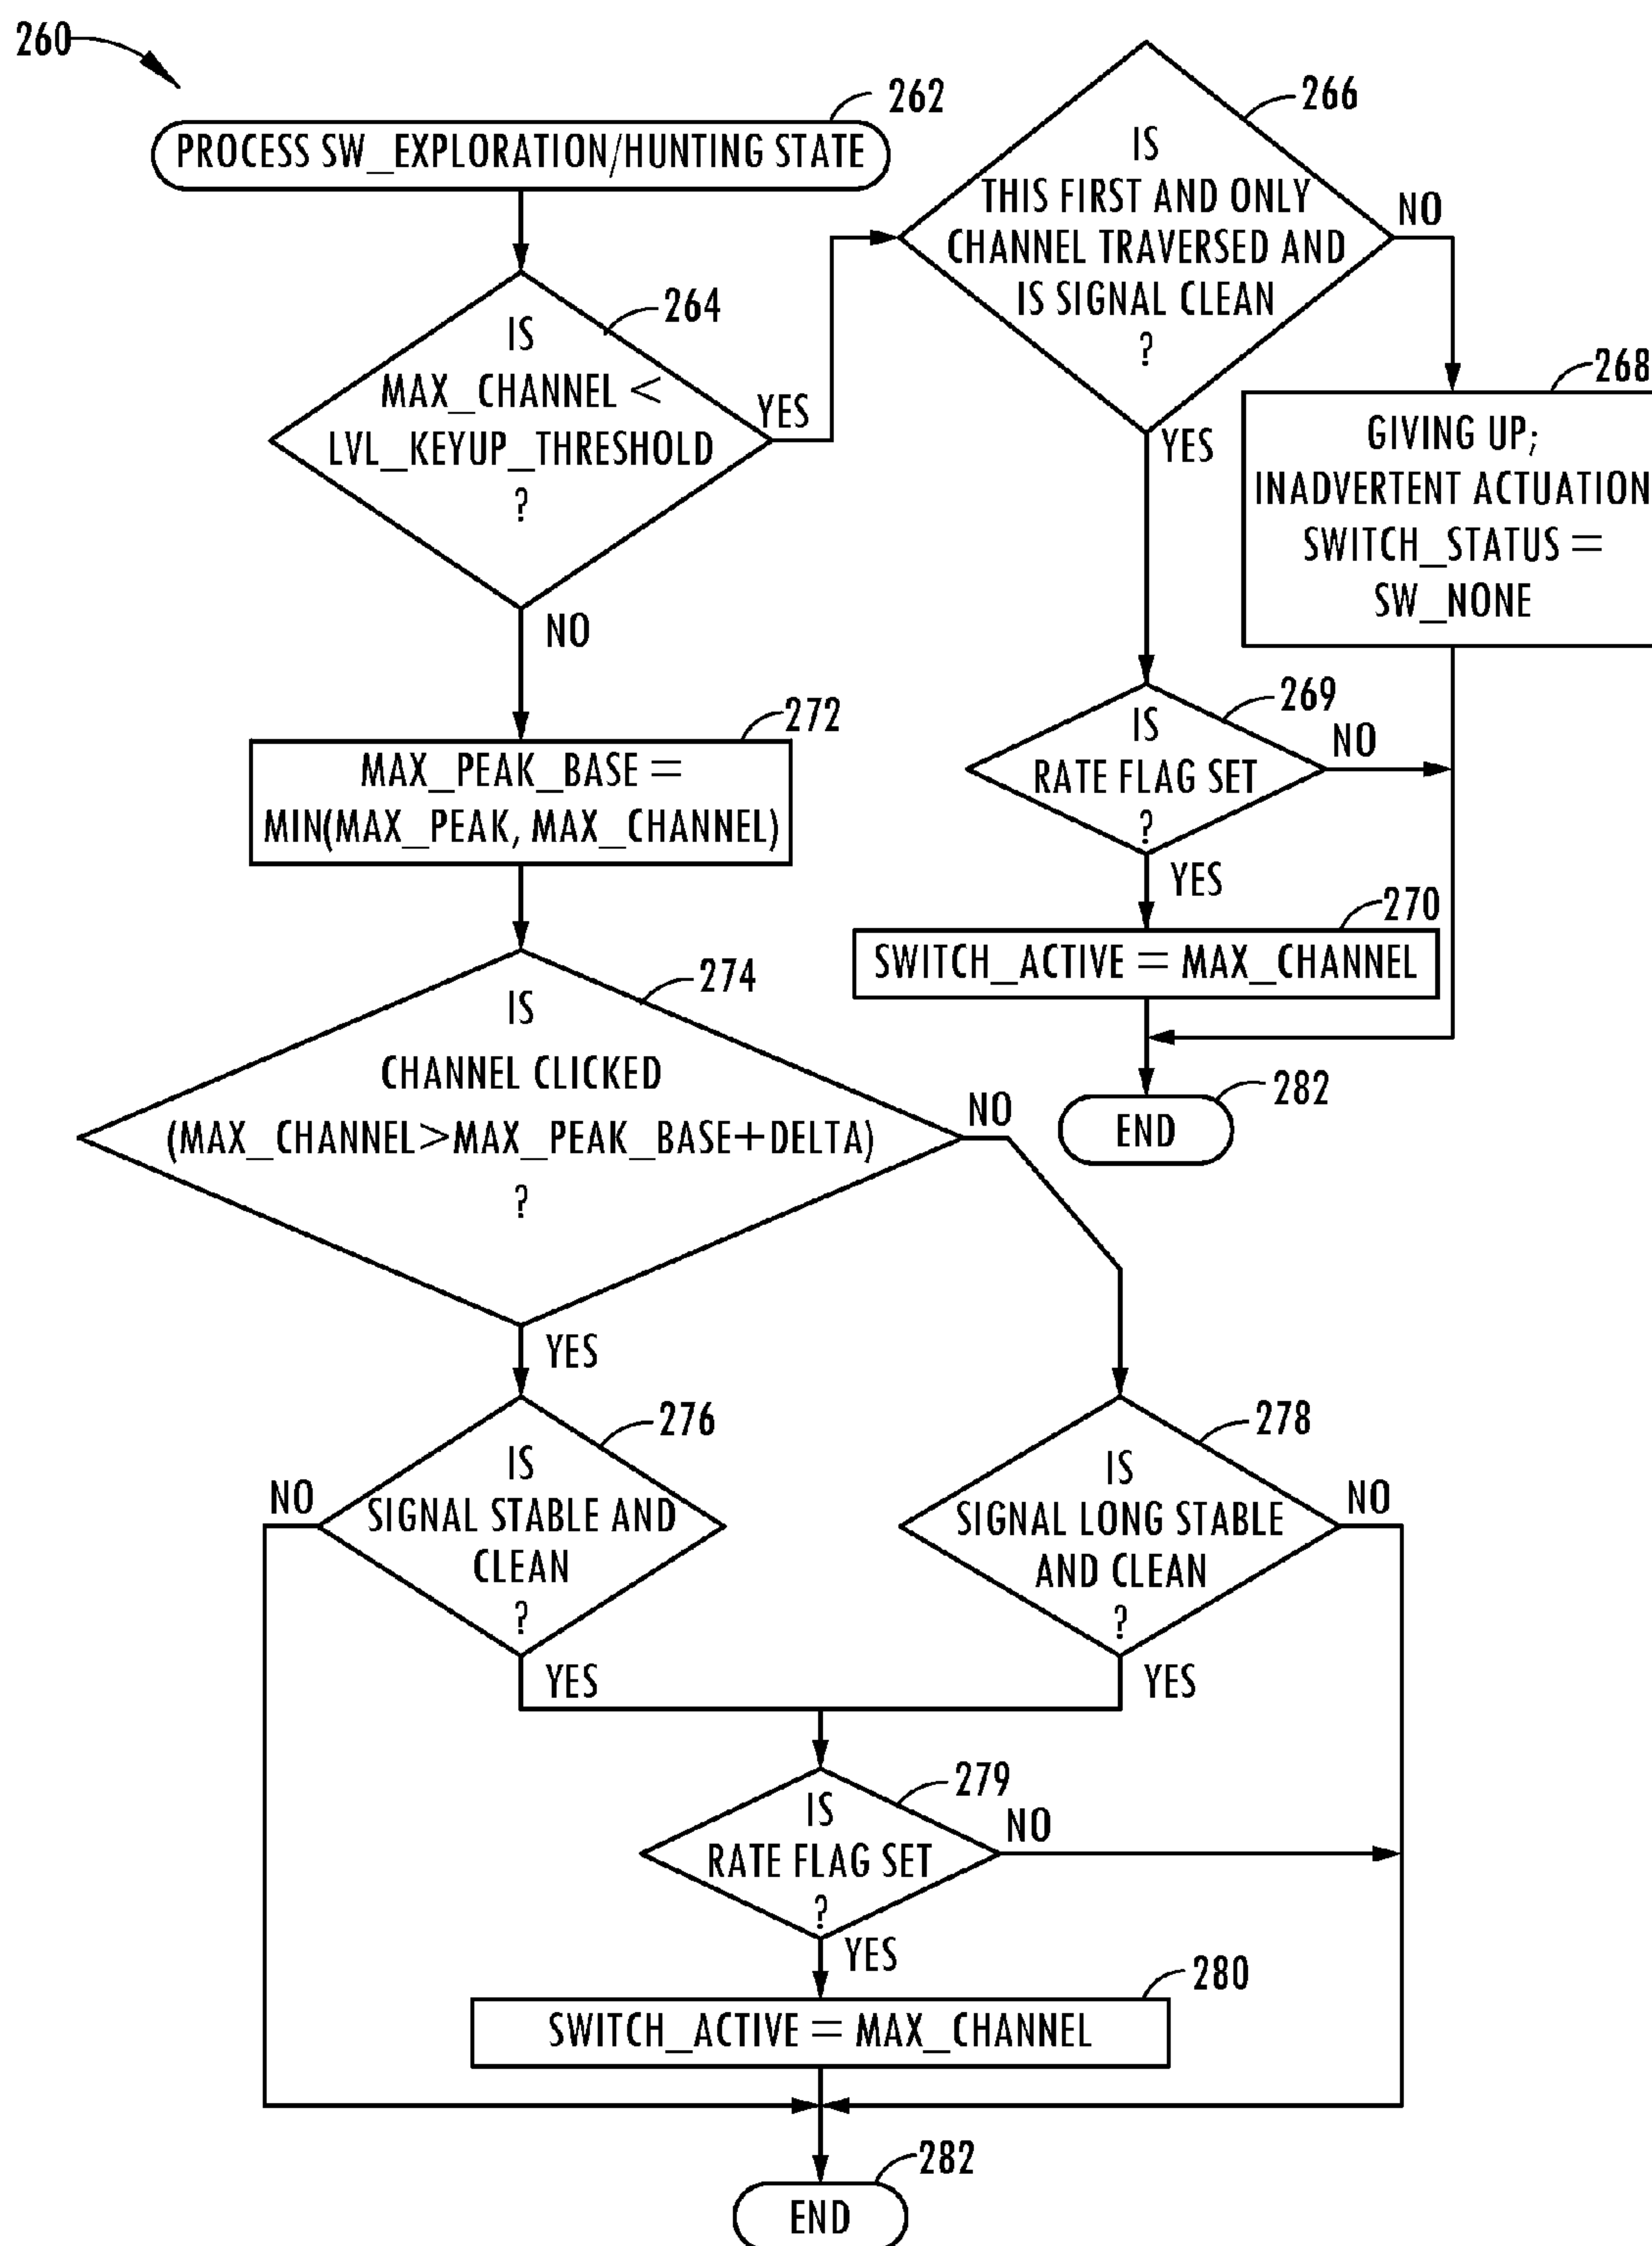 260
262
PROCESS SW_EXPLORATION/HUNTING STATE
264
IS
MAX_CHANNEL <
LVL_KEYUP_THRESHOLD
?
YES
NO
266
IS
THIS FIRST AND ONLY
CHANNEL TRAVERSED AND
IS SIGNAL CLEAN
?
NO
YES
268
GIVING UP;
INADVERTENT ACTUATION
SWITCH_STATUS =
SW_NONE
269
IS
RATE FLAG SET
?
NO
YES
270
SWITCH_ACTIVE = MAX_CHANNEL
282
END
272
MAX_PEAK_BASE =
MIN(MAX_PEAK, MAX_CHANNEL)
274
IS
CHANNEL CLICKED
(MAX_CHANNEL>MAX_PEAK_BASE+DELTA)
?
NO
YES
276
IS
SIGNAL STABLE AND
CLEAN
?
NO
YES
278
IS
SIGNAL LONG STABLE
AND CLEAN
?
NO
YES
279
IS
RATE FLAG SET
?
NO
YES
280
SWITCH_ACTIVE = MAX_CHANNEL
282
END